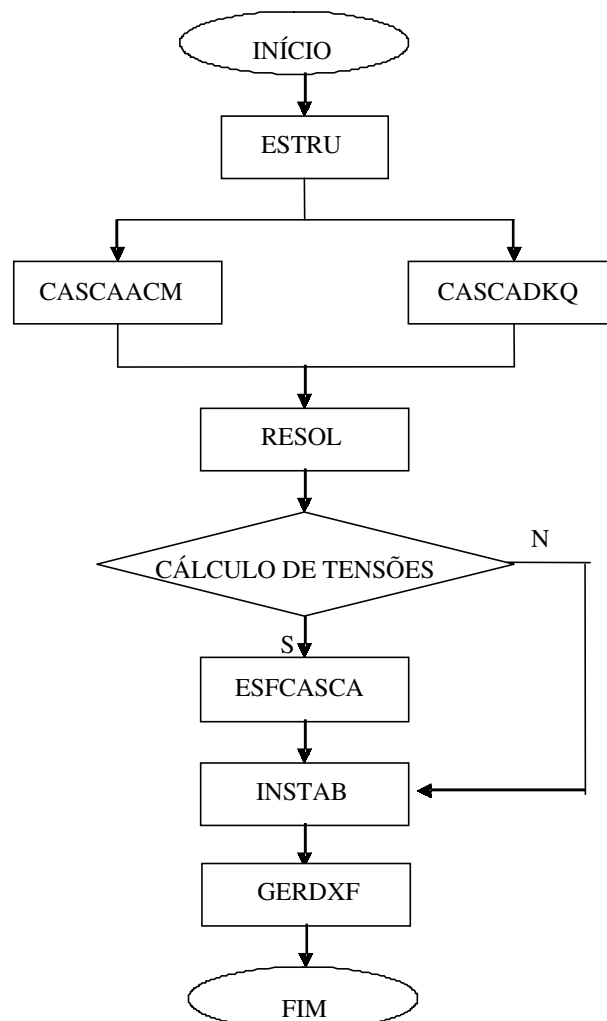 INÍCIO
ESTRU
CASCAACM
CASCADKQ
RESOL
N
CÁLCULO DE TENSÕES
S
ESFCASCA
INSTAB
GERDXF
FIM